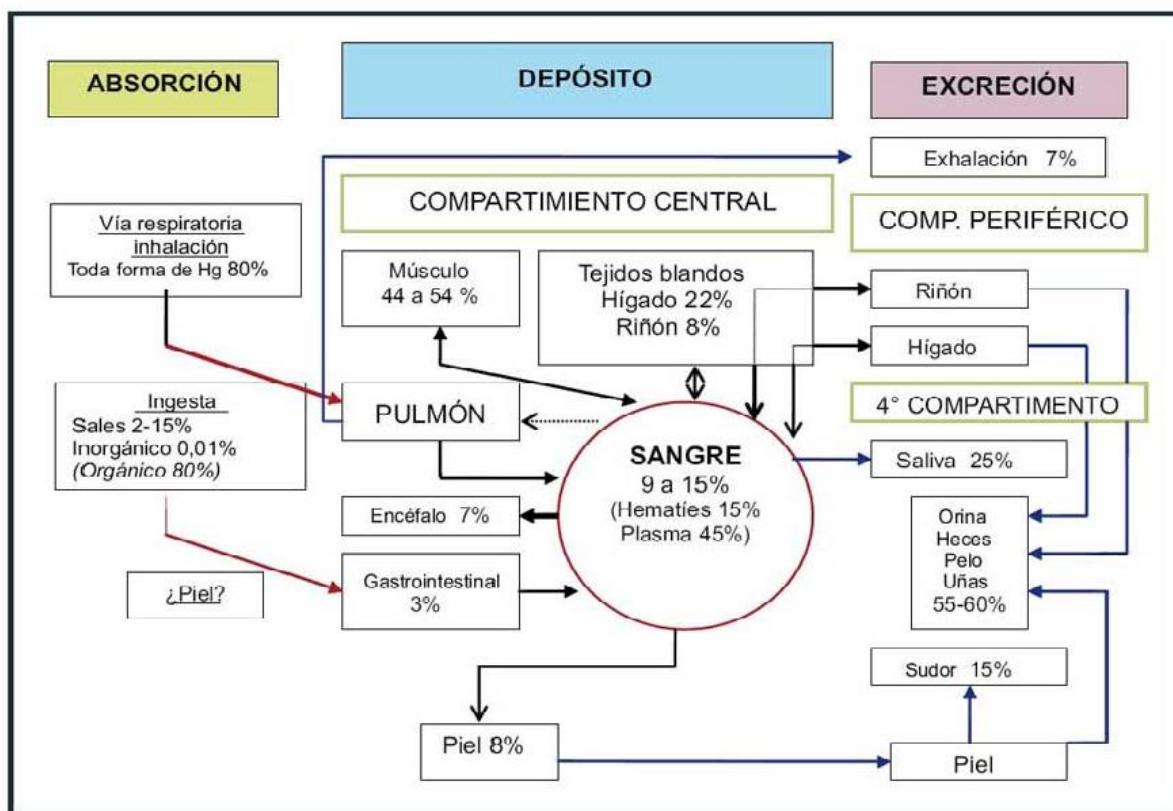 ABSORCIÓN
DEPÓSITO
EXCRECIÓN
Exhalación 7%
COMPARTIMIENTO CENTRAL
COMP. PERIFÉRICO
Vía respiratoria
inhalación
Toda forma de Hg 80%
Músculo
44 a 54 %
Tejidos blandos
Hígado 22%
Riñón 8%
Riñón
Hígado
Ingesta
Sales 2-15%
Inorgánico 0,01%
(Orgánico 80%)
PULMÓN
4° COMPARTIMENTO
SANGRE
9 a 15%
(Hematíes 15%
Plasma 45%)
Saliva 25%
Encéfalo 7%
Orina
Heces
Pelo
Uñas
55-60%
¿Piel?
Gastrointestinal
3%
Sudor 15%
Piel 8%
Piel